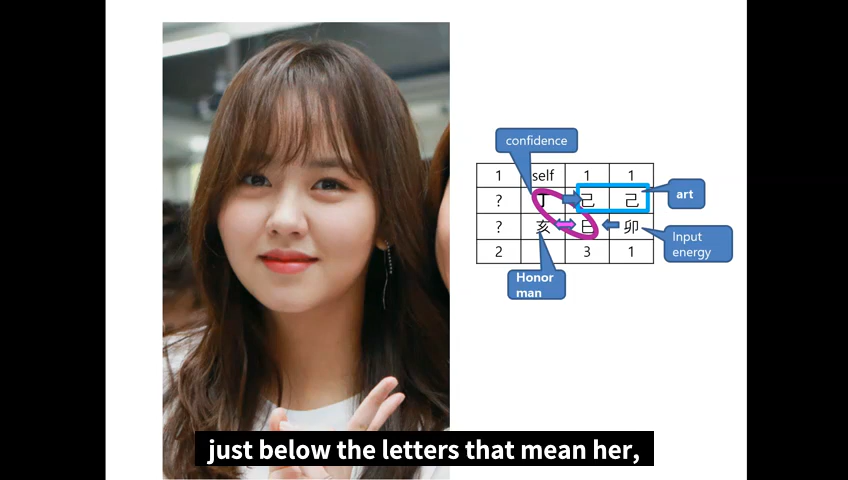 confidence
1 self 1 1
? 丁 己 己
art
? 亥 巳 卯
Input
energy
2 3 1
Honor
man
just below the letters that mean her,